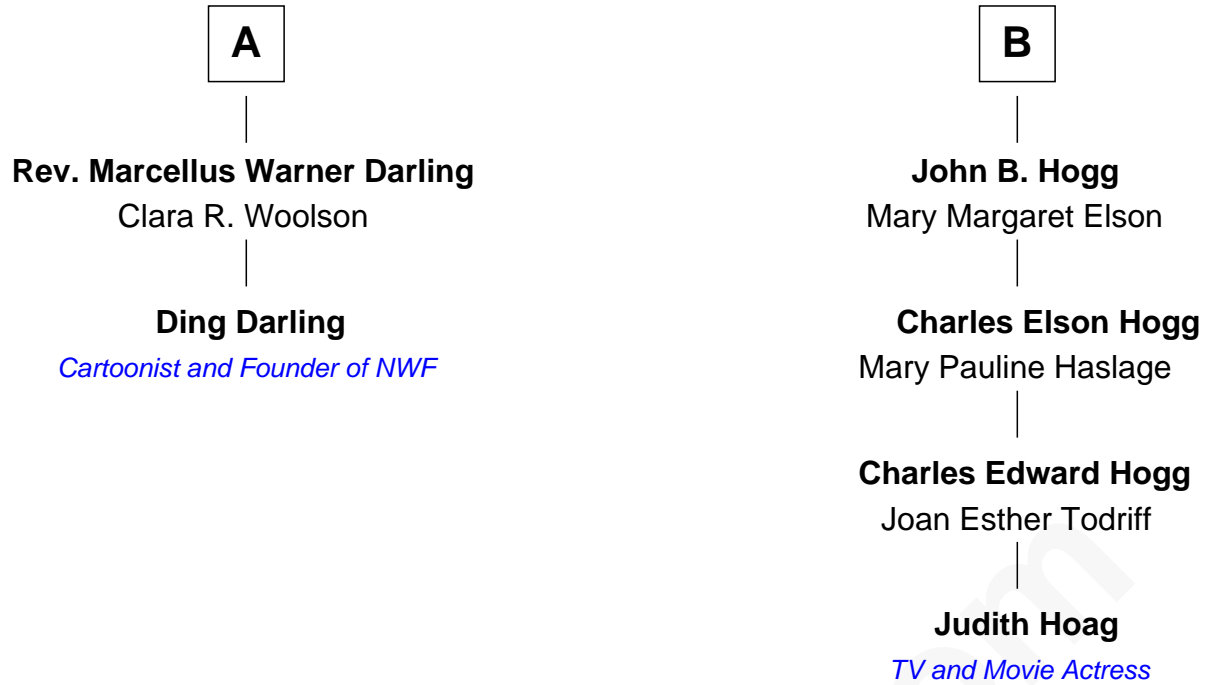 A
Rev. Marcellus Warner Darling
Clara R. Woolson
Ding Darling
Cartoonist and Founder of NWF
B
John B. Hogg
Mary Margaret Elson
Charles Elson Hogg
Mary Pauline Haslage
Charles Edward Hogg
Joan Esther Todriff
Judith Hoag
TV and Movie Actress